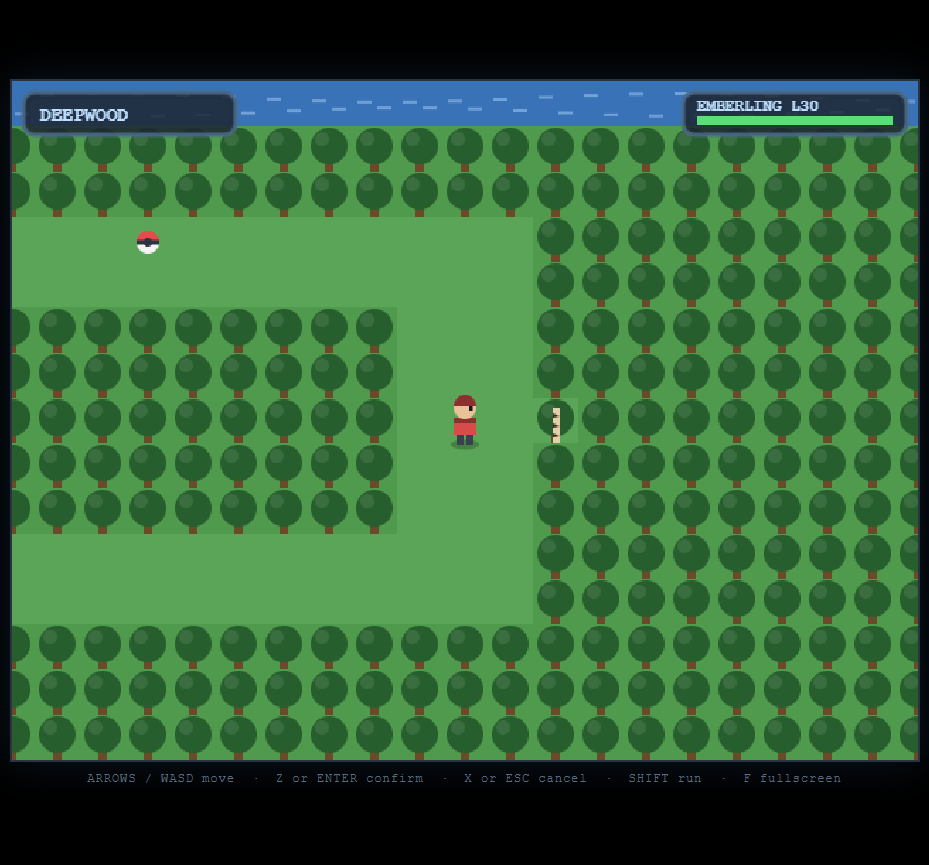 DEEPWOOD
EMBERLING L30
ARROWS / WASD move · Z or ENTER confirm · X or ESC cancel · SHIFT run · F fullscreen